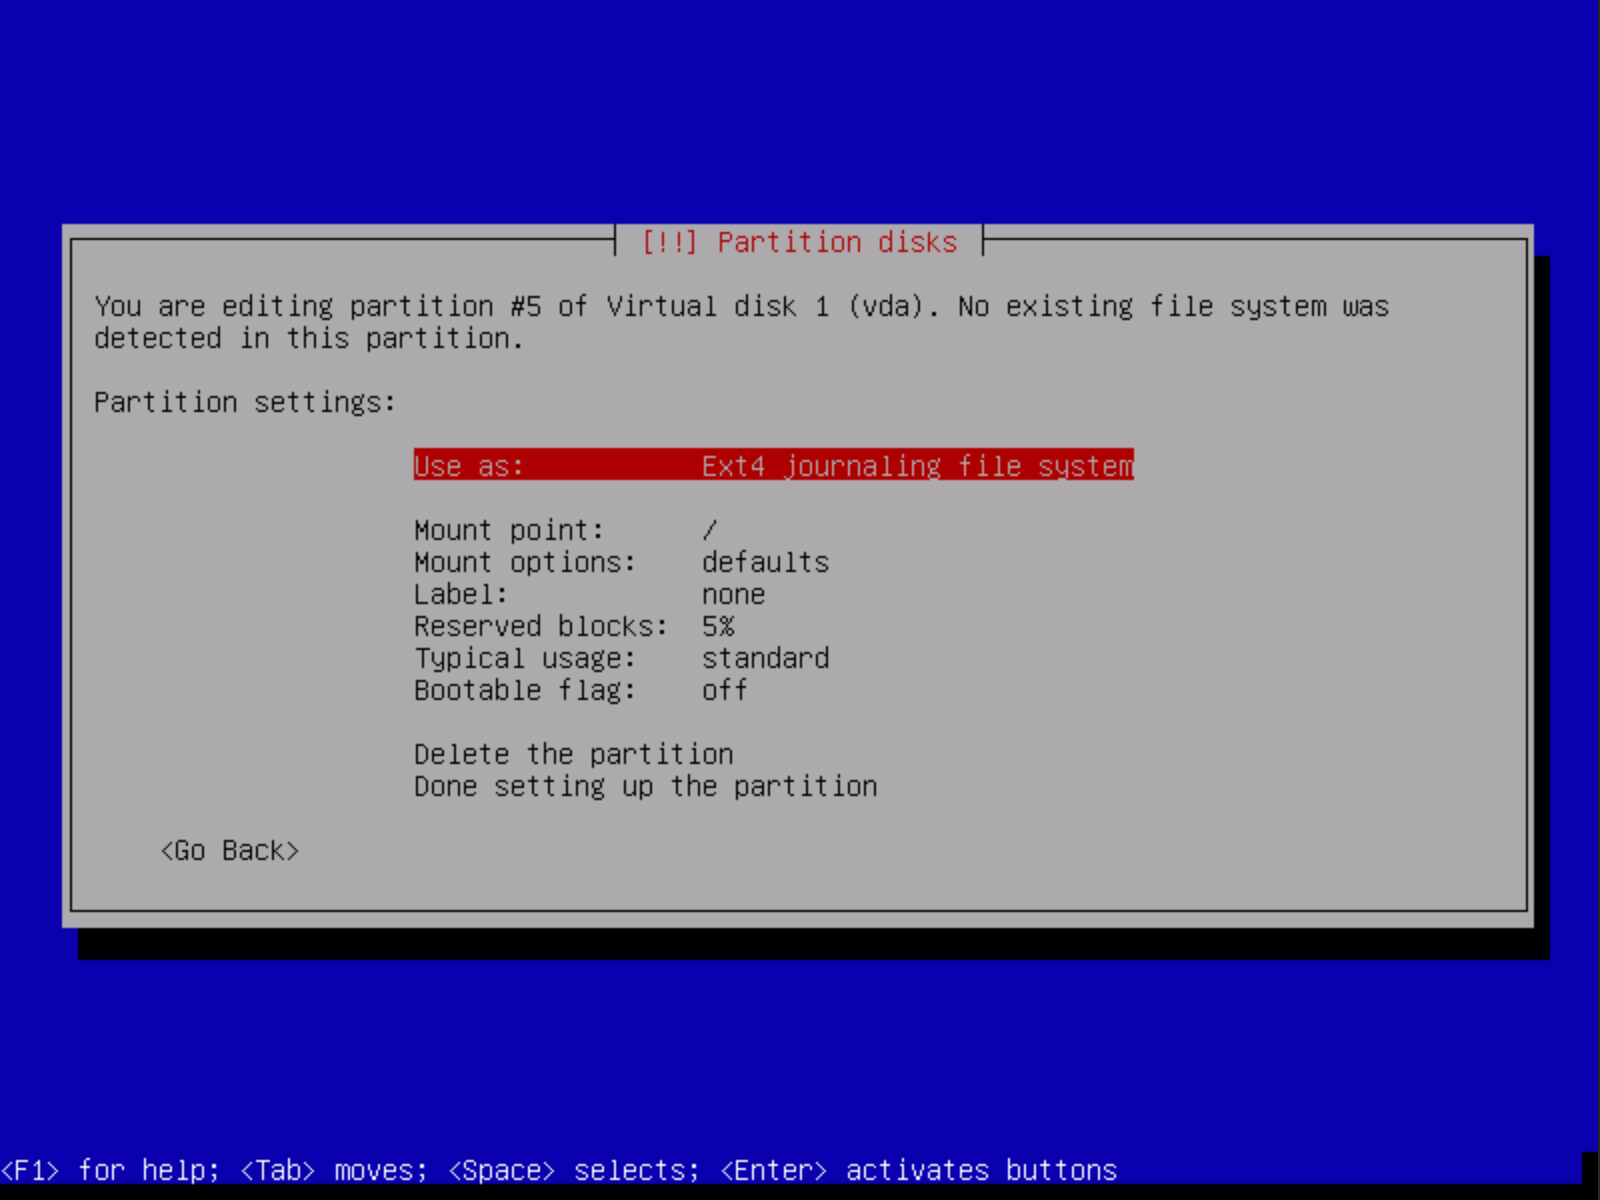 [!!] Partition disks
You are editing partition #5 of Virtual disk 1 (vda). No existing file system was
detected in this partition.
Partition settings:
Use as: Ext4 journaling file system
Mount point: /
Mount options: defaults
Label: none
Reserved blocks: 5%
Typical usage: standard
Bootable flag: off
Delete the partition
Done setting up the partition
<Go Back>
<F1> for help; <Tab> moves; <Space> selects; <Enter> activates buttons